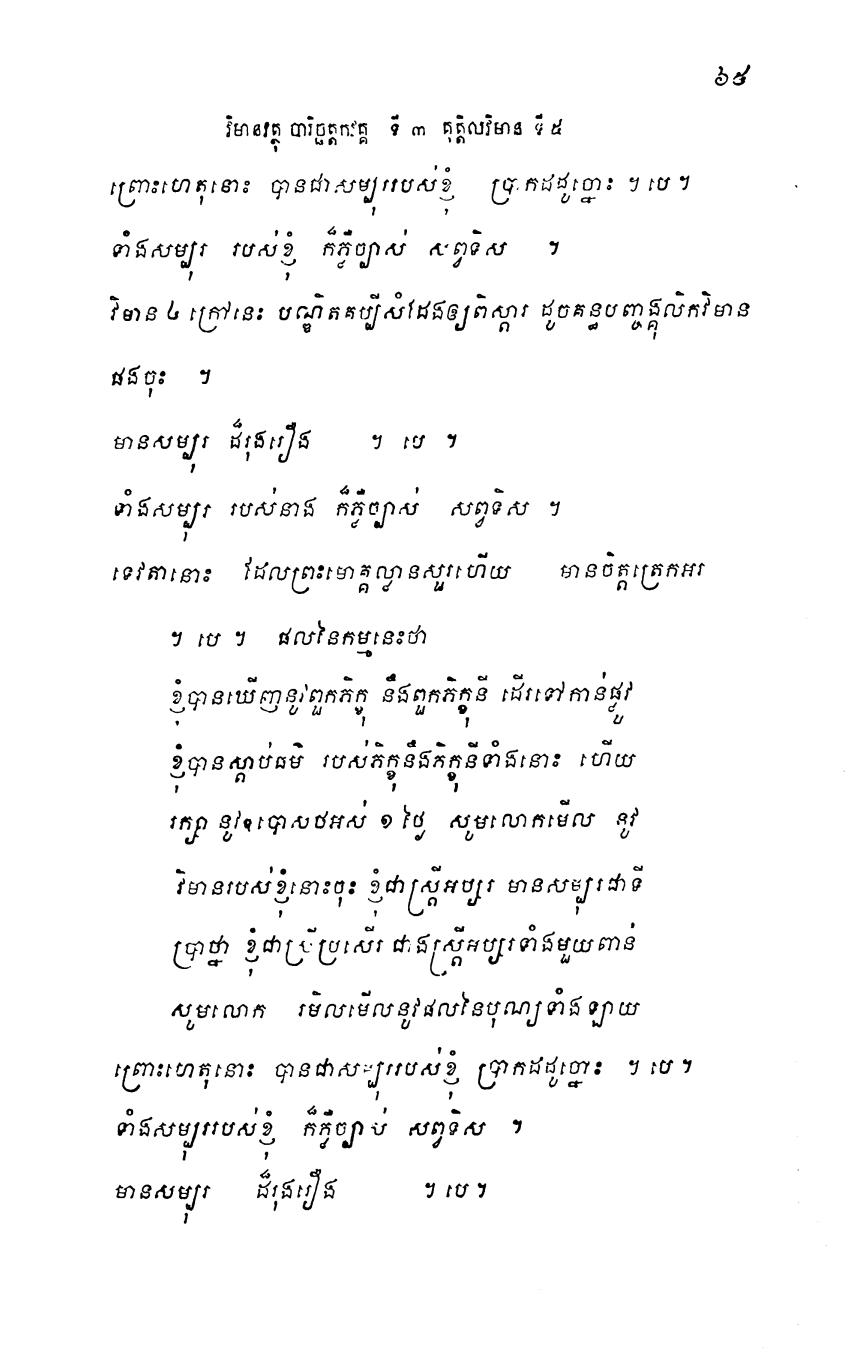 ៦៥
វិមានវត្ថុ បារិច្ឆត្តកវគ្គ ទី ៣ គុត្តិលវិមាន ទី ៥
ព្រោះហេតុនោះ បានជាសម្បុររបស់ខ្ញុំ ប្រាកដដូច្នោះ ។ បេ ។
ទាំងសម្បុរ របស់ខ្ញុំ ក៏ភ្លឺច្បាស់ សព្វទិស ។
វិមាន ៤ ក្រៅនេះ បណ្ឌិតគប្បីសំដែងឲ្យពិស្តារ ដូចគន្ធបញ្ចង្គុលិកវិមាន
ផងចុះ ។
មានសម្បុរ ដ៏រុងរឿង ។ បេ ។
ទាំងសម្បុរ របស់នាង ក៏ភ្លឺច្បាស់ សព្វទិស ។
ទេវតានោះ ដែលព្រះមោគ្គល្លានសួរហើយ មានចិត្តត្រេកអរ
។ បេ ។ ផលនៃកម្មនេះថា
ខ្ញុំបានឃើញនូវពួកភិក្ខុ នឹងពួកភិក្ខុនី ដើរទៅកាន់ផ្លូវ
ខ្ញុំបានស្តាប់ធម៌ របស់ភិក្ខុនឹងភិក្ខុនីទាំងនោះ ហើយ
រក្សា នូវឧបោសថអស់ ១ ថ្ងៃ សូមលោកមើល នូវ
វិមានរបស់ខ្ញុំនោះចុះ ខ្ញុំជាស្ត្រីអប្សរ មានសម្បុរជាទី
ប្រាថ្នា ខ្ញុំជាស្រីប្រសើរ ជាងស្ត្រីអប្សរទាំងមួយពាន់
សូមលោក រមិលមើលនូវផលនៃបុណ្យទាំងឡាយ
ព្រោះហេតុនោះ បានជាសម្បុររបស់ខ្ញុំ ប្រាកដដូច្នោះ ។ បេ ។
ទាំងសម្បុររបស់ខ្ញុំ ក៏ភ្លឺច្បាស់ សព្វទិស ។
មានសម្បុរ ដ៏រុងរឿង ។ បេ ។